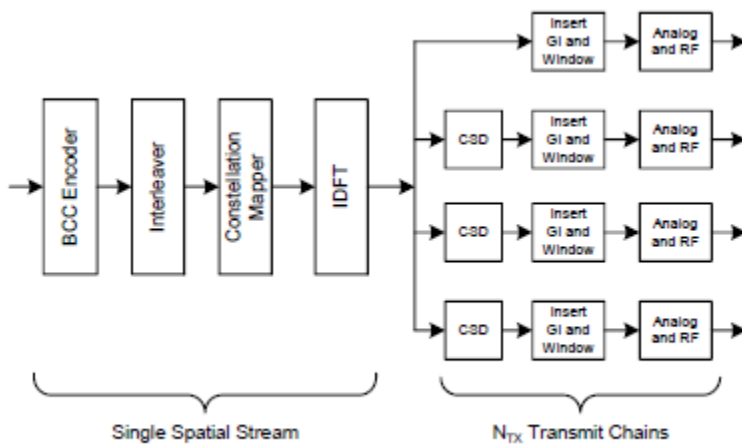 BCC Encoder
Interleaver
Constellation
Mapper
IDFT
Insert
GI and
Window
Analog
and RF
CSD
Insert
GI and
Window
Analog
and RF
CSD
Insert
GI and
Window
Analog
and RF
CSD
Insert
GI and
Window
Analog
and RF
Single Spatial Stream
N_TX Transmit Chains